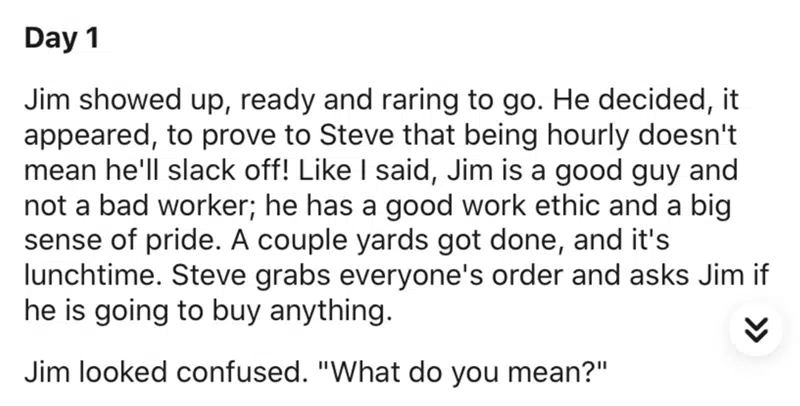 Day 1
Jim showed up, ready and raring to go. He decided, it
appeared, to prove to Steve that being hourly doesn't
mean he'll slack off! Like I said, Jim is a good guy and
not a bad worker; he has a good work ethic and a big
sense of pride. A couple yards got done, and it's
lunchtime. Steve grabs everyone's order and asks Jim if
he is going to buy anything.
Jim looked confused. "What do you mean?"